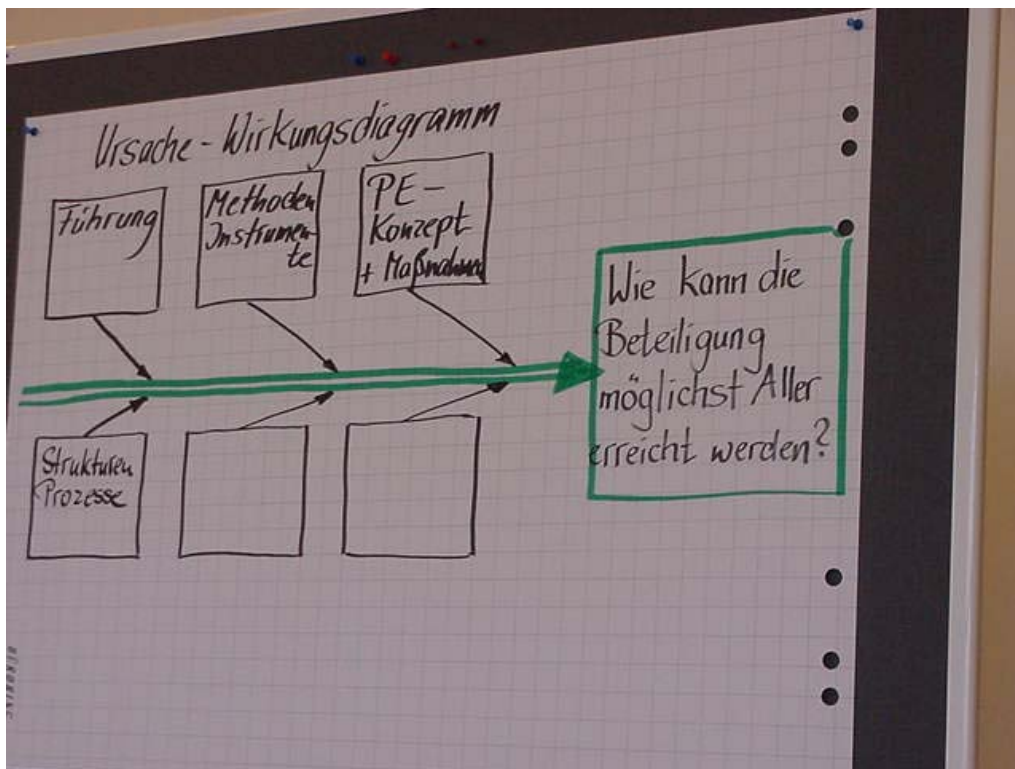 Ursache-Wirkungsdiagramm
Führung
Methoden
Instrumen-
te
PE-
Konzept
+ Maßnahmen
Wie kann die
Beteiligung
möglichst Aller
erreicht werden?
Strukturen
Prozesse